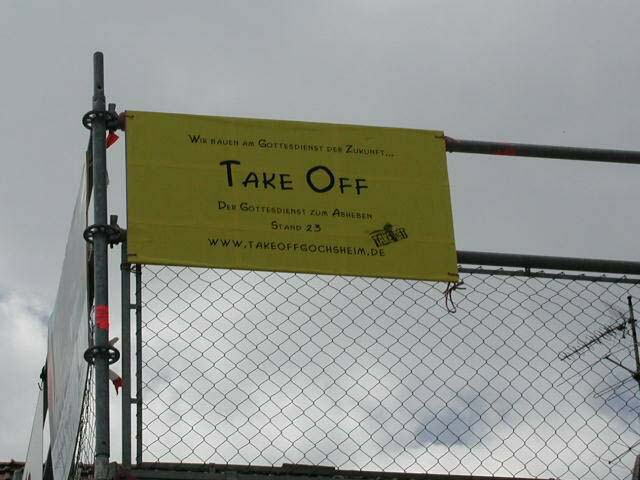 Wir bauen am Gottesdienst der Zukunft...
Take Off
Der Gottesdienst zum Abheben
Stand 23
www.takeoffgochsheim.de